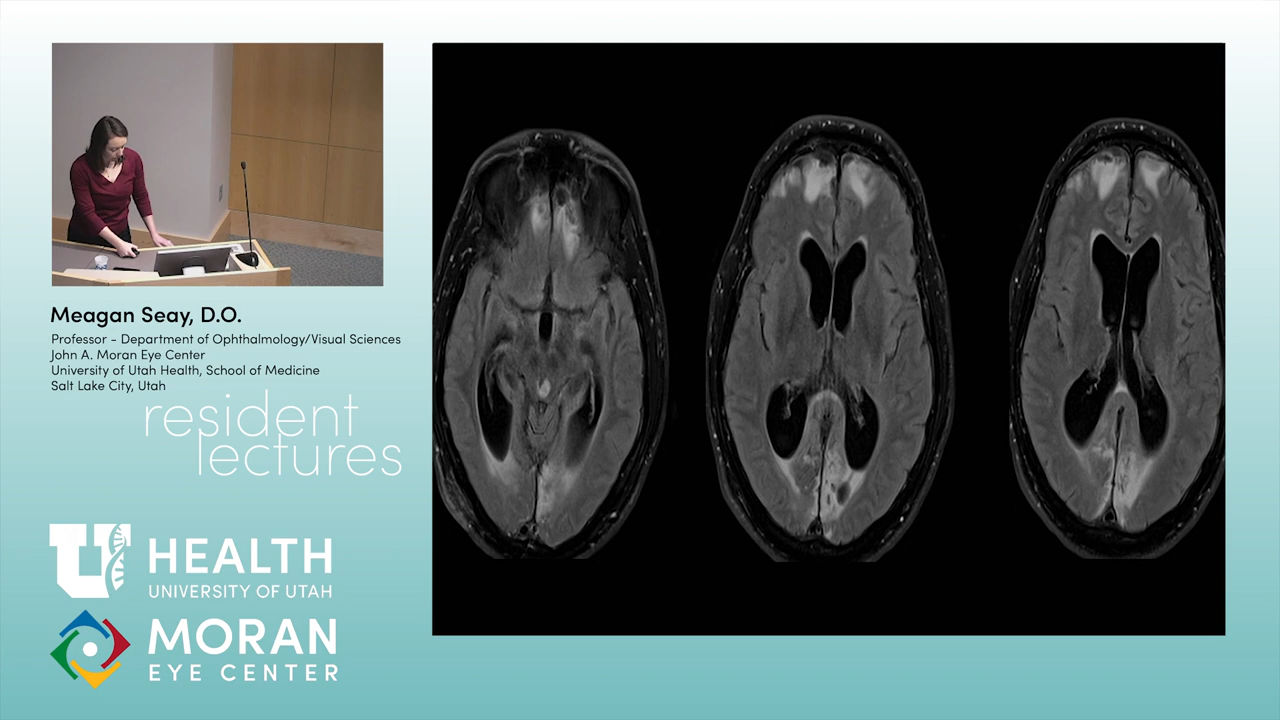 Meagan Seay, D.O.
Professor - Department of Ophthalmology/Visual Sciences
John A. Moran Eye Center
University of Utah Health, School of Medicine
Salt Lake City, Utah
resident
lectures
U
HEALTH
UNIVERSITY OF UTAH
MORAN
EYE CENTER